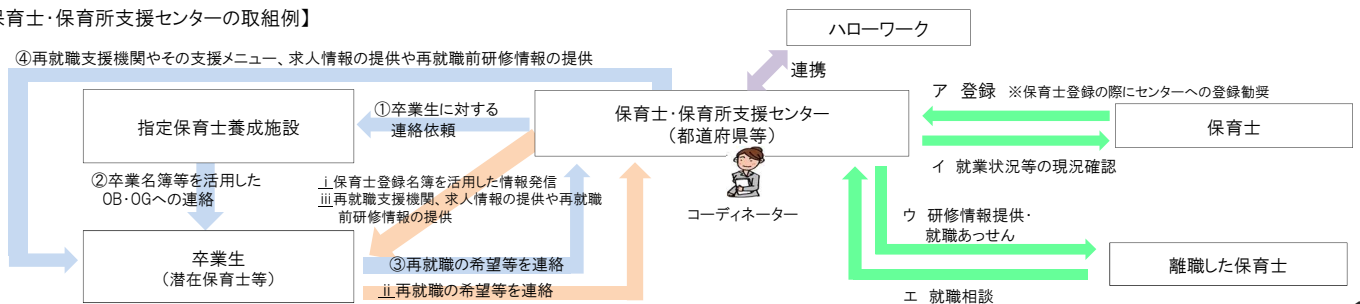 保育士・保育所支援センターの取組例】
ハローワーク
④再就職支援機関やその支援メニュー、求人情報の提供や再就職前研修情報の提供
連携
ア 登録 ※保育士登録の際にセンターへの登録勧奨
指定保育士養成施設
①卒業生に対する
連絡依頼
保育士・保育所支援センター
（都道府県等）
保育士
イ 就業状況等の現況確認
②卒業名簿等を活用した
OB・OGへの連絡
ⅰ保育士登録名簿を活用した情報発信
ⅲ再就職支援機関、求人情報の提供や再就職
前研修情報の提供
コーディネーター
ウ 研修情報提供・
就職あっせん
卒業生
（潜在保育士等）
③再就職の希望等を連絡
ⅱ再就職の希望等を連絡
離職した保育士
エ 就職相談